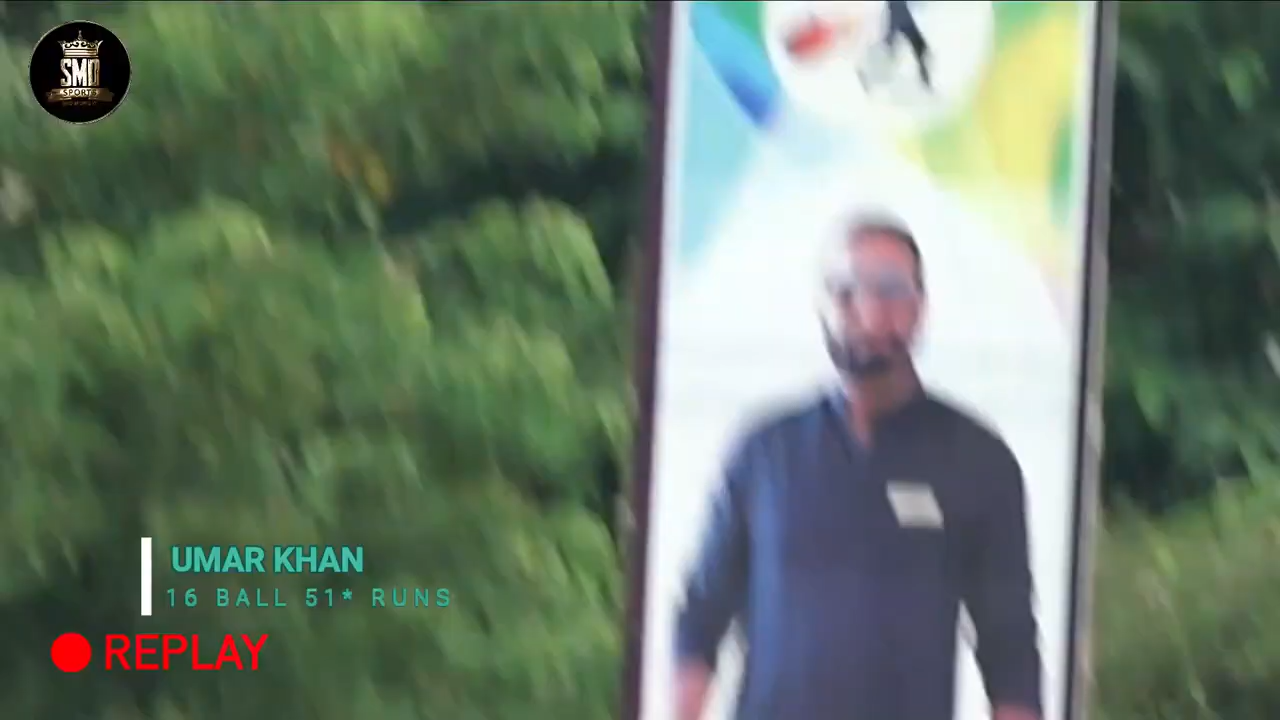 SMD
SPORTS
UMAR KHAN
16 BALL 51* RUNS
REPLAY